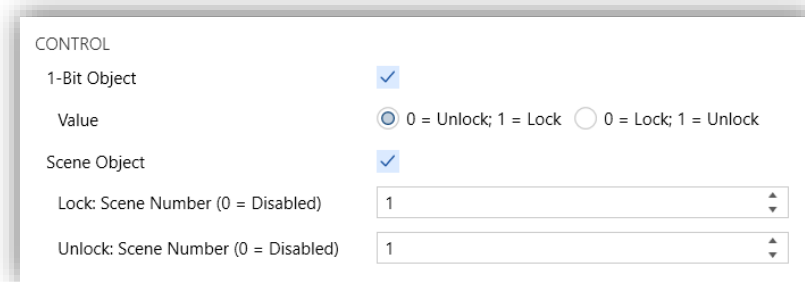 CONTROL
1-Bit Object
Value 0 = Unlock; 1 = Lock 0 = Lock; 1 = Unlock
Scene Object
Lock: Scene Number (0 = Disabled) 1
Unlock: Scene Number (0 = Disabled) 1